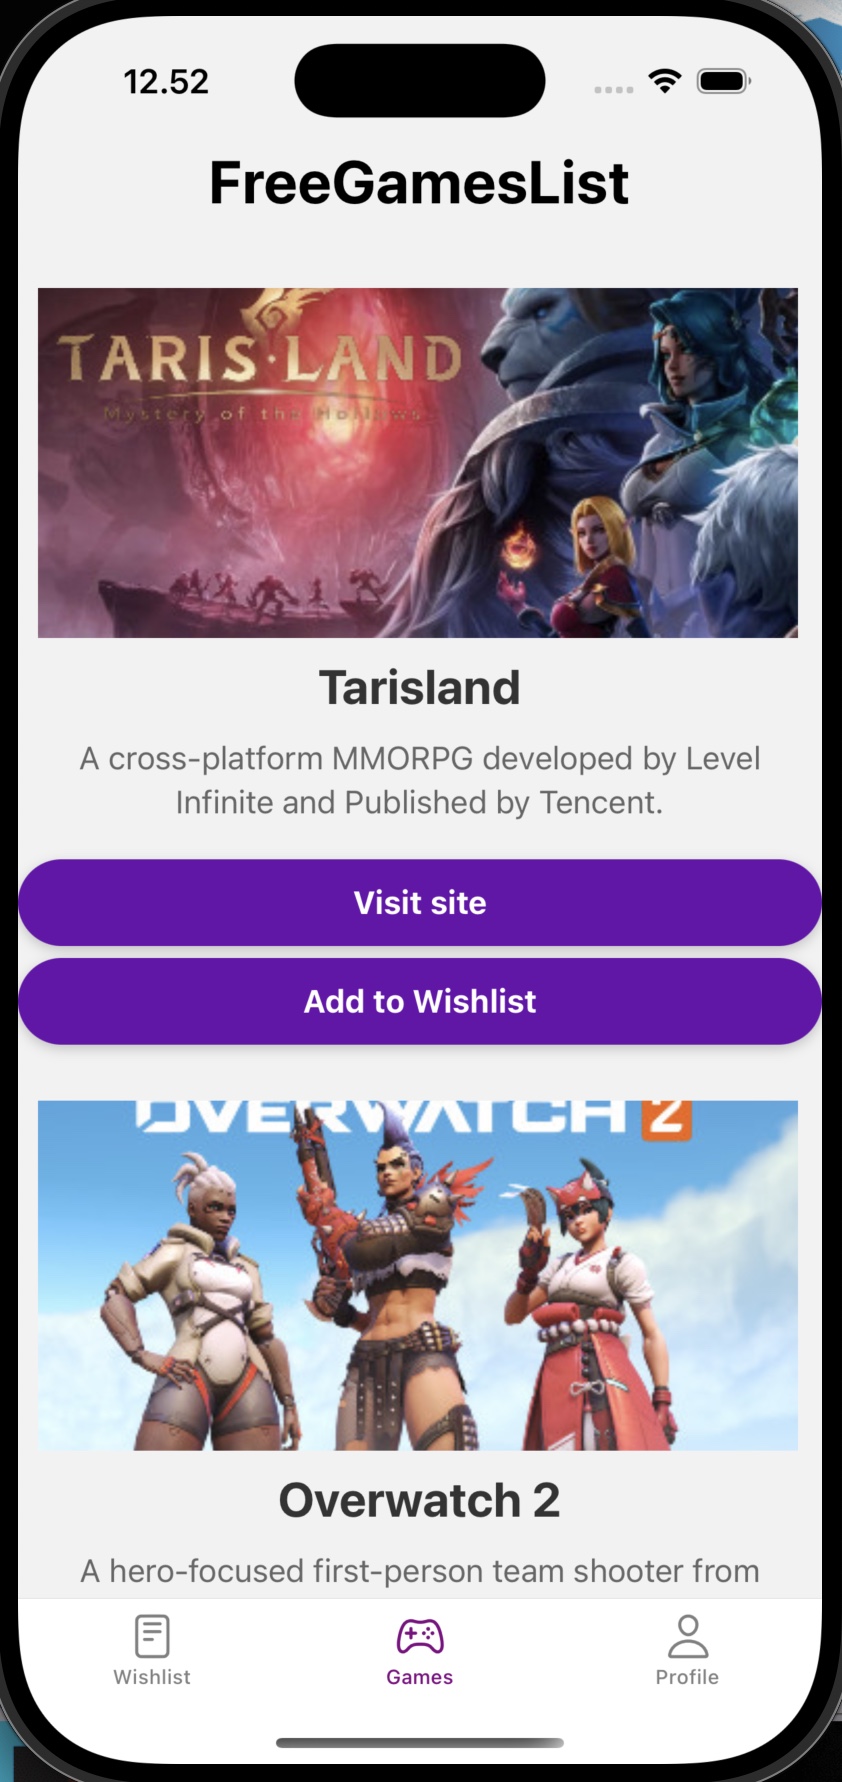 12.52
FreeGamesList
TARIS·LAND
Mystery of the Hollows
Tarisland
A cross-platform MMORPG developed by Level
Infinite and Published by Tencent.
Visit site
Add to Wishlist
OVERWATCH 2
Overwatch 2
A hero-focused first-person team shooter from
Wishlist
Games
Profile